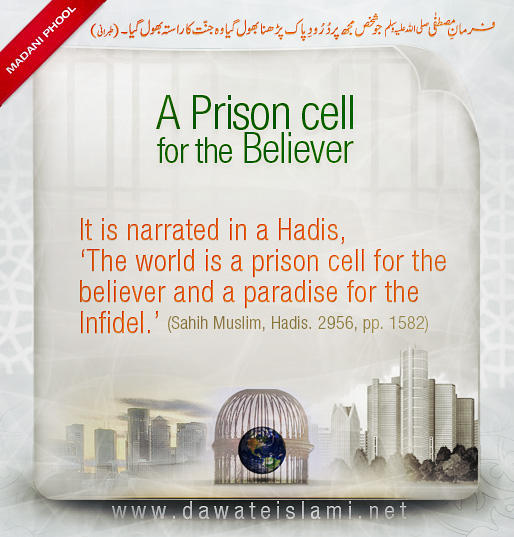 MADANI PHOOL
فرمانِ مصطفٰی صلی اللہ علیہ وسلم جو شخص مجھ پر دُرُودِ پاک پڑھنا بھول گیا وہ جنّت کا راستہ بھول گیا۔ (طبرانی)
A Prison cell
for the Believer
It is narrated in a Hadis,
‘The world is a prison cell for the
believer and a paradise for the
Infidel.’ (Sahih Muslim, Hadis. 2956, pp. 1582)
www.dawateislami.net